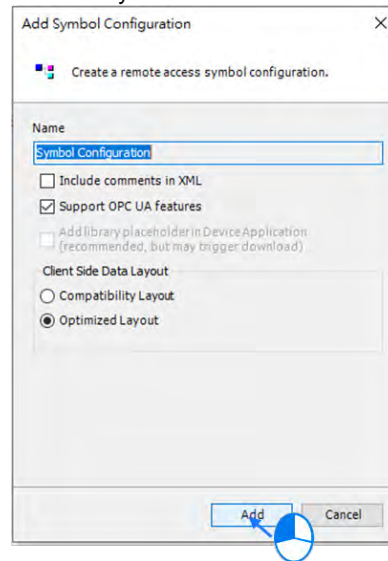 Add Symbol Configuration
Create a remote access symbol configuration.
Name
Symbol Configuration
Include comments in XML
Support OPC UA features
Add library placeholder in Device Application
(recommended, but may trigger download)
Client Side Data Layout
Compatibility Layout
Optimized Layout
Add
Cancel